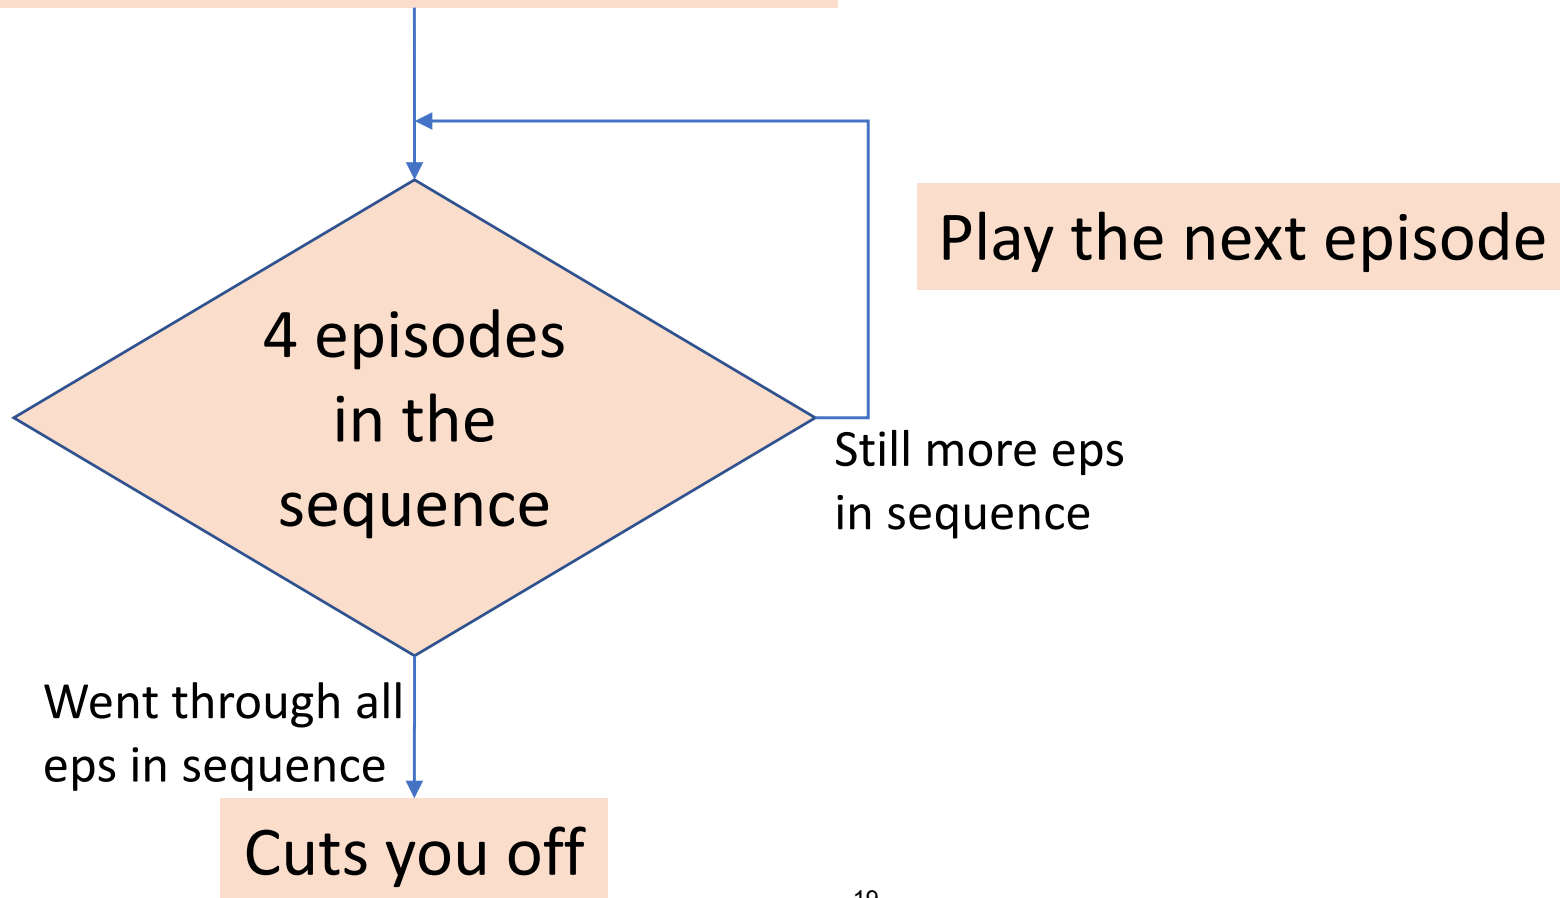 Play the next episode
4 episodes
in the
sequence
Still more eps
in sequence
Went through all
eps in sequence
Cuts you off
19